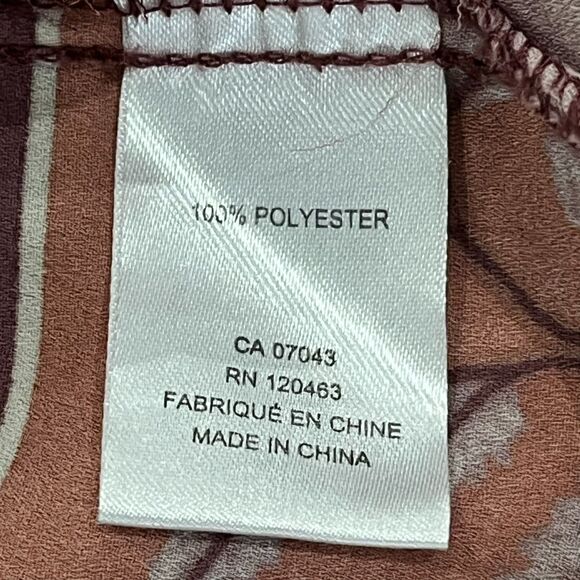 100% POLYESTER
CA 07043
RN 120463
FABRIQUÉ EN CHINE
MADE IN CHINA